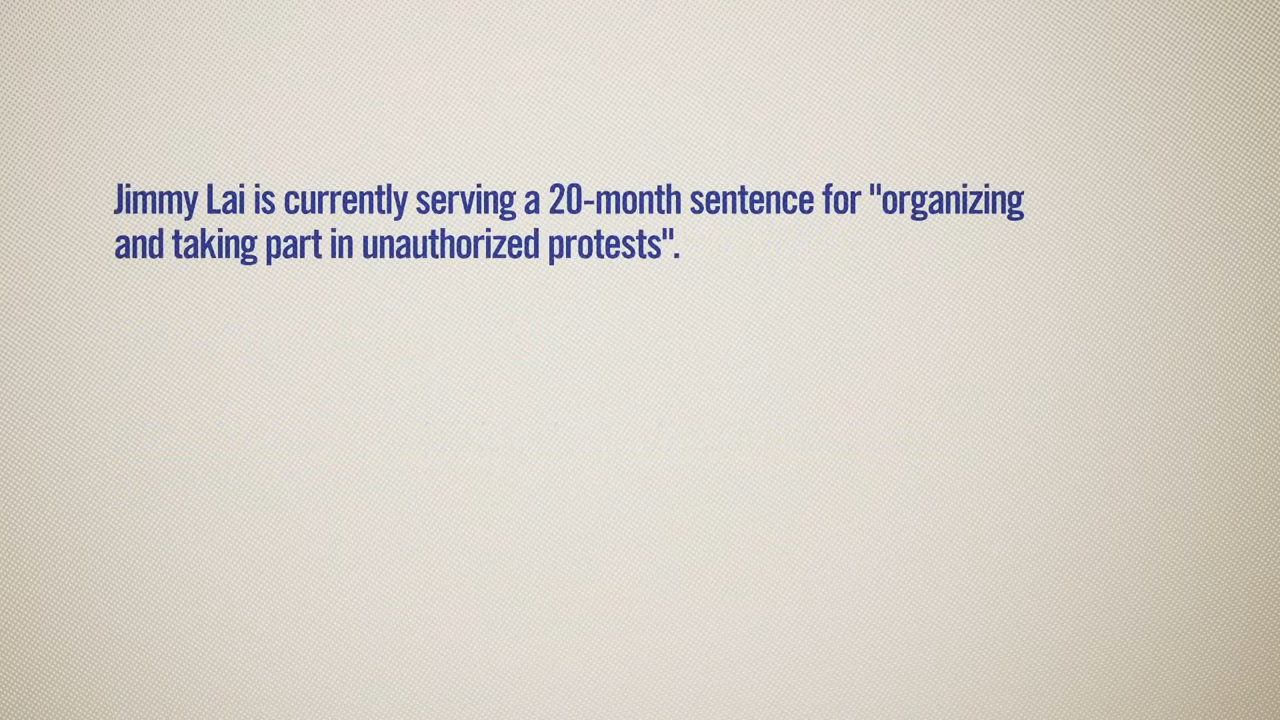 Jimmy Lai is currently serving a 20-month sentence for "organizing
and taking part in unauthorized protests".